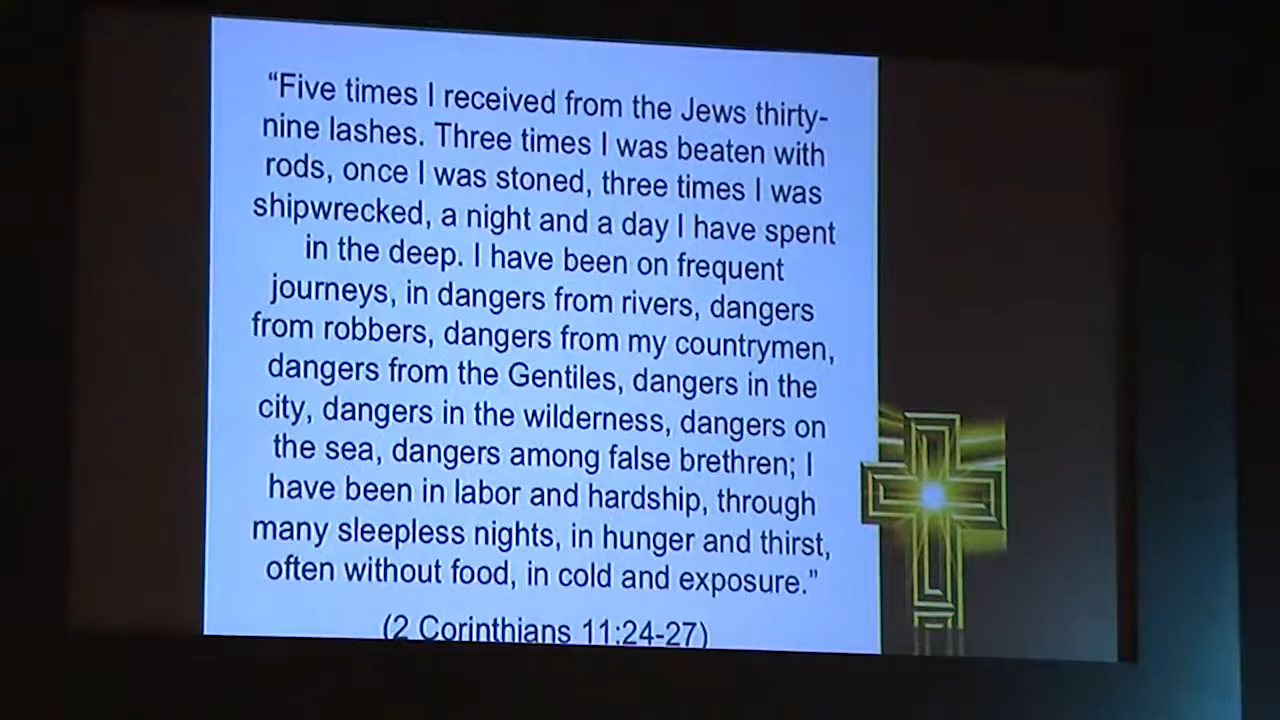 “Five times I received from the Jews thirty-
nine lashes. Three times I was beaten with
rods, once I was stoned, three times I was
shipwrecked, a night and a day I have spent
in the deep. I have been on frequent
journeys, in dangers from rivers, dangers
from robbers, dangers from my countrymen,
dangers from the Gentiles, dangers in the
city, dangers in the wilderness, dangers on
the sea, dangers among false brethren; I
have been in labor and hardship, through
many sleepless nights, in hunger and thirst,
often without food, in cold and exposure.”
(2 Corinthians 11:24-27)